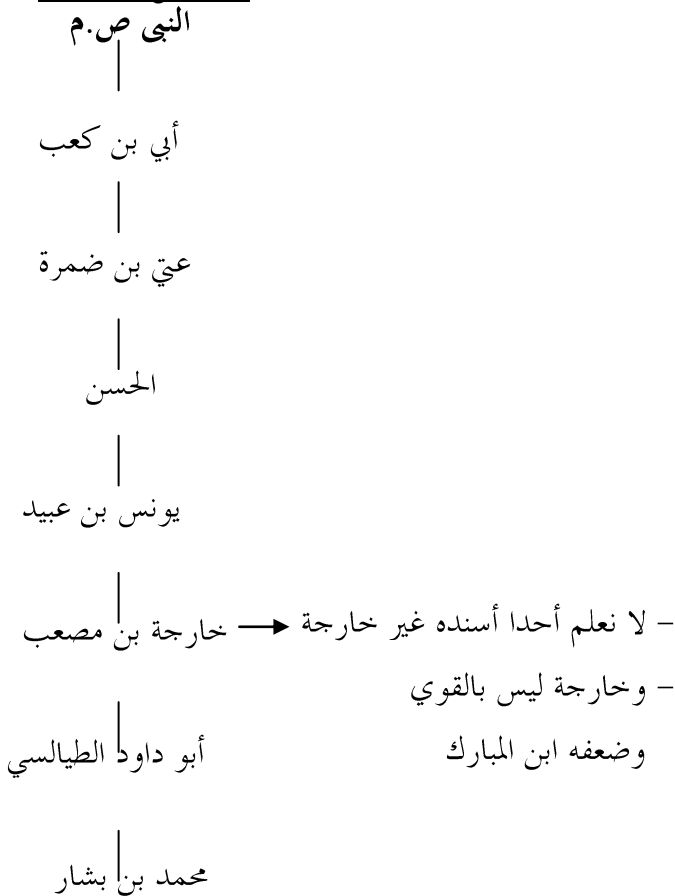 النبى ص.م
أبي بن كعب
عتي بن ضمرة
الحسن
يونس بن عبيد
خارجة بن مصعب
– لا نعلم أحدا أسنده غير خارجة
– وخارجة ليس بالقوي
وضعفه ابن المبارك
أبو داود الطيالسي
محمد بن بشار